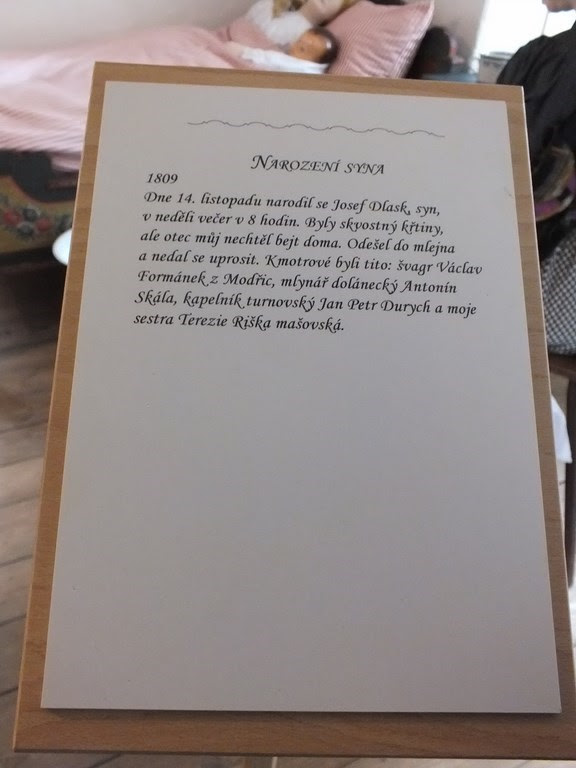 NAROZENÍ SYNA
1809
Dne 14. listopadu narodil se Josef Dlask, syn,
v neděli večer v 8 hodin. Byly skvostný křtiny,
ale otec můj nechtěl bejt doma. Odešel do mlejna
a nedal se uprosit. Kmotrové byli tito: švagr Václav
Formánek z Modřic, mlynář dolánecký Antonín
Skála, kapelník turnovský Jan Petr Durych a moje
sestra Terezie Riška mašovská.